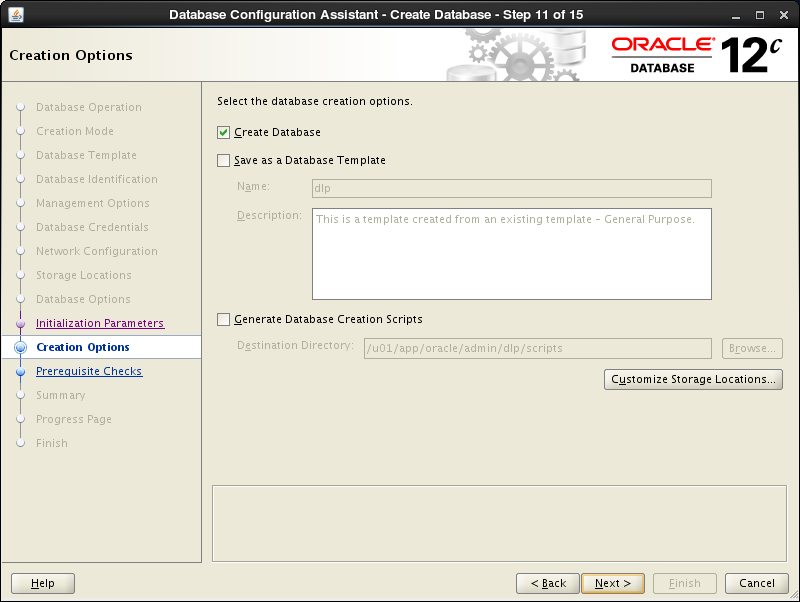 Database Configuration Assistant - Create Database - Step 11 of 15
Creation Options
ORACLE
DATABASE
12c
Database Operation
Creation Mode
Database Template
Database Identification
Management Options
Database Credentials
Network Configuration
Storage Locations
Database Options
Initialization Parameters
Creation Options
Prerequisite Checks
Summary
Progress Page
Finish
Select the database creation options.
Create Database
Save as a Database Template
Name: dlp
Description: This is a template created from an existing template - General Purpose.
Generate Database Creation Scripts
Destination Directory: /u01/app/oracle/admin/dlp/scripts Browse...
Customize Storage Locations...
Help < Back Next > Finish Cancel